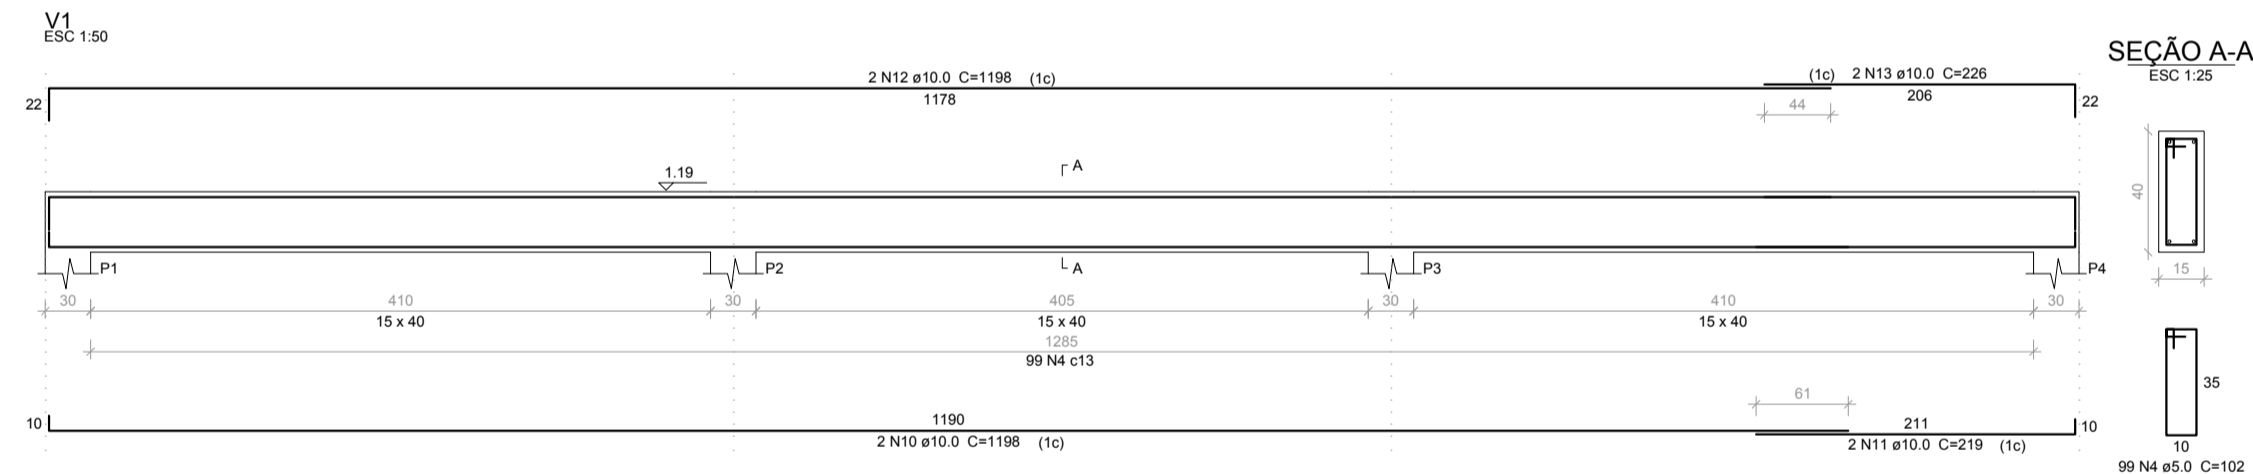 V1
ESC 1:50
SEÇÃO A-A
ESC 1:25
2 N12 ø10.0 C=1198 (1c)
1178
22
(1c) 2 N13 ø10.0 C=226
206
44
22
A
1.19
40
15
A
P1
P2
P3
P4
30 410 30 405 30 410 30
15 x 40 15 x 40 15 x 40
1285
99 N4 c13
35
10
99 N4 ø5.0 C=102
61
10
1190
2 N10 ø10.0 C=1198 (1c)
211
10
2 N11 ø10.0 C=219 (1c)